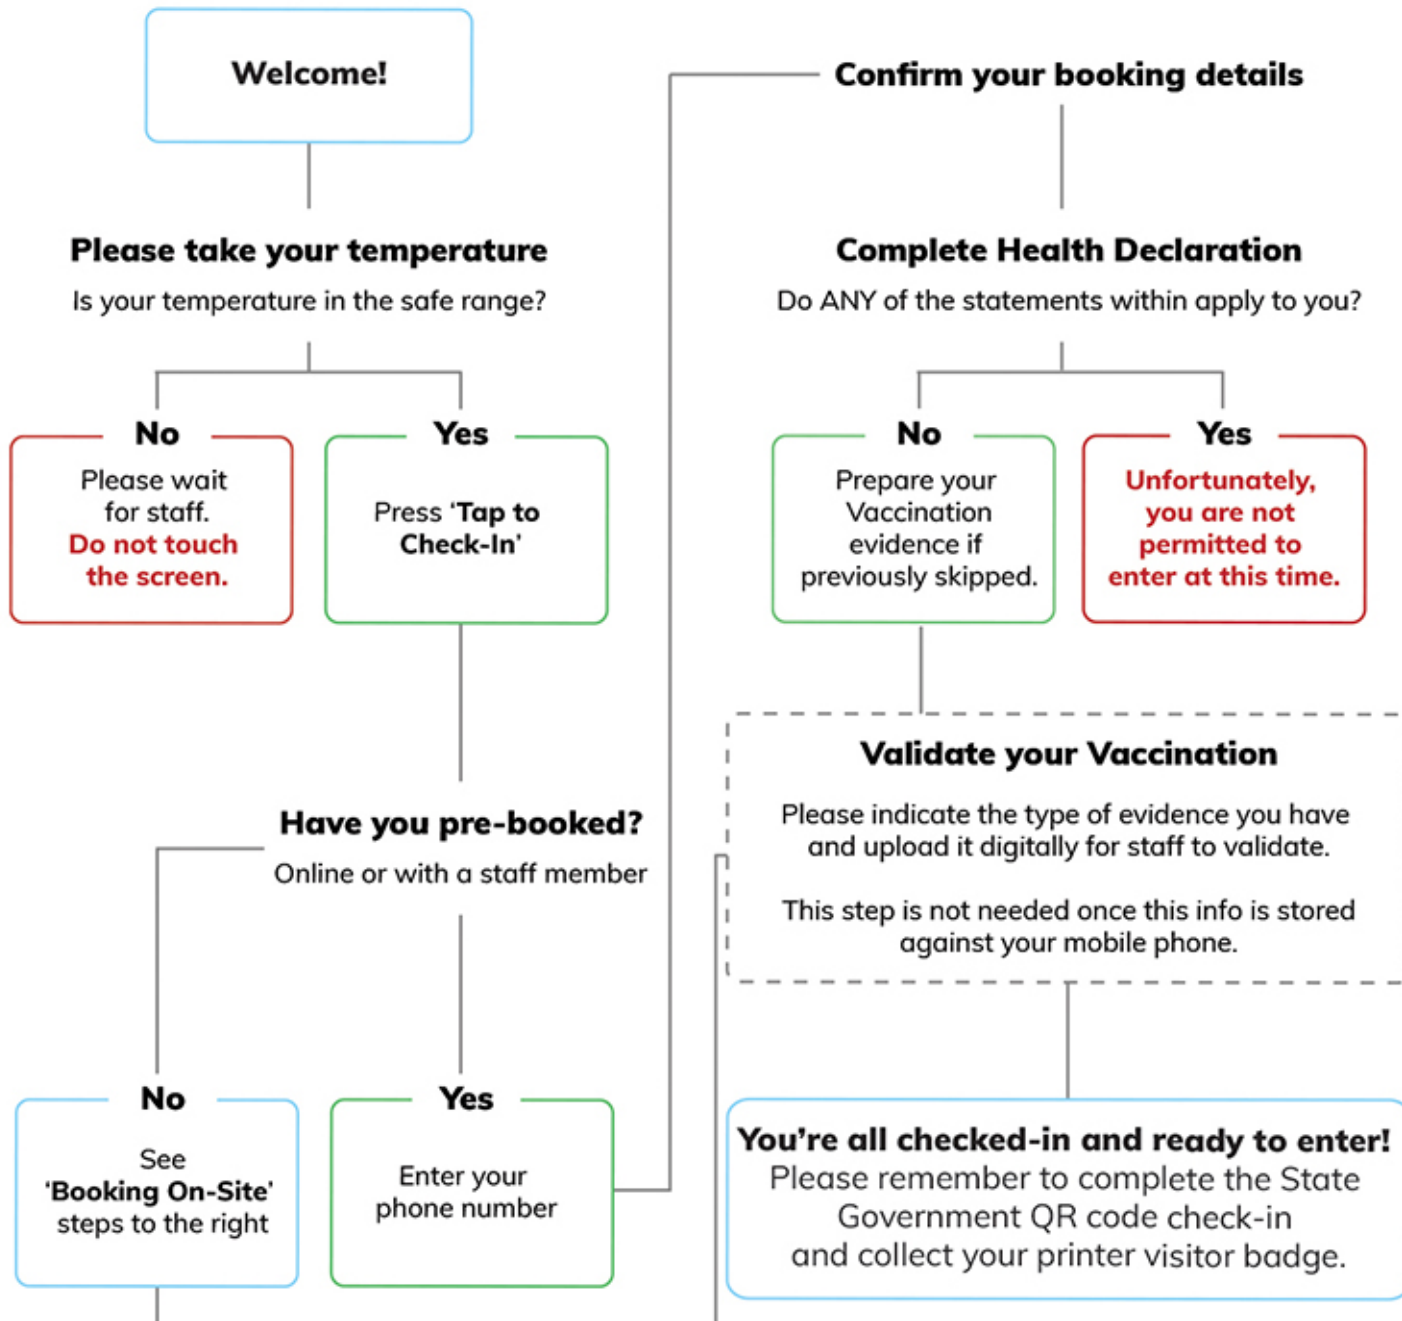 Welcome!
Please take your temperature
Is your temperature in the safe range?
No
Please wait
for staff.
Do not touch
the screen.
Yes
Press ‘Tap to
Check-In’
Have you pre-booked?
Online or with a staff member
No
See
‘Booking On-Site’
steps to the right
Yes
Enter your
phone number
Confirm your booking details
Complete Health Declaration
Do ANY of the statements within apply to you?
No
Prepare your
Vaccination
evidence if
previously skipped.
Yes
Unfortunately,
you are not
permitted to
enter at this time.
Validate your Vaccination
Please indicate the type of evidence you have
and upload it digitally for staff to validate.
This step is not needed once this info is stored
against your mobile phone.
You’re all checked-in and ready to enter!
Please remember to complete the State
Government QR code check-in
and collect your printer visitor badge.